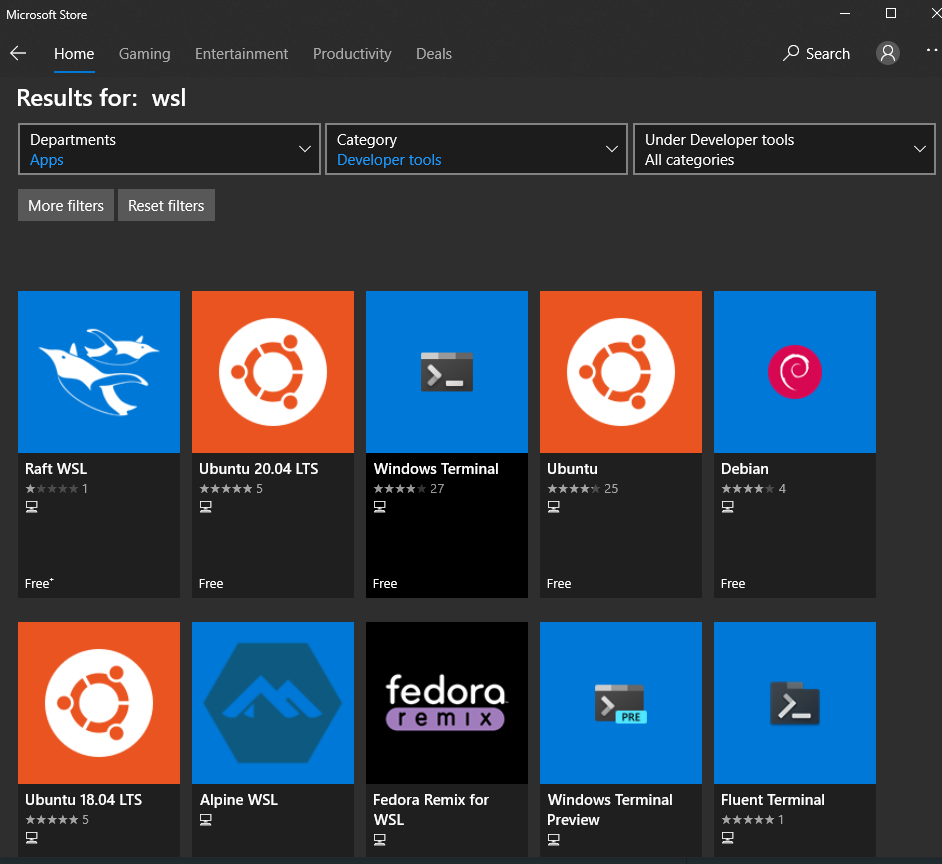 Microsoft Store
Home Gaming Entertainment Productivity Deals Search
Results for: wsl
Departments
Apps
Category
Developer tools
Under Developer tools
All categories
More filters Reset filters
Raft WSL
1
Free+
Ubuntu 20.04 LTS
5
Free
Windows Terminal
27
Free
Ubuntu
25
Free
Debian
4
Free
Ubuntu 18.04 LTS
5
Alpine WSL
fedora
remix
Fedora Remix for
WSL
PRE
Windows Terminal
Preview
Fluent Terminal
1